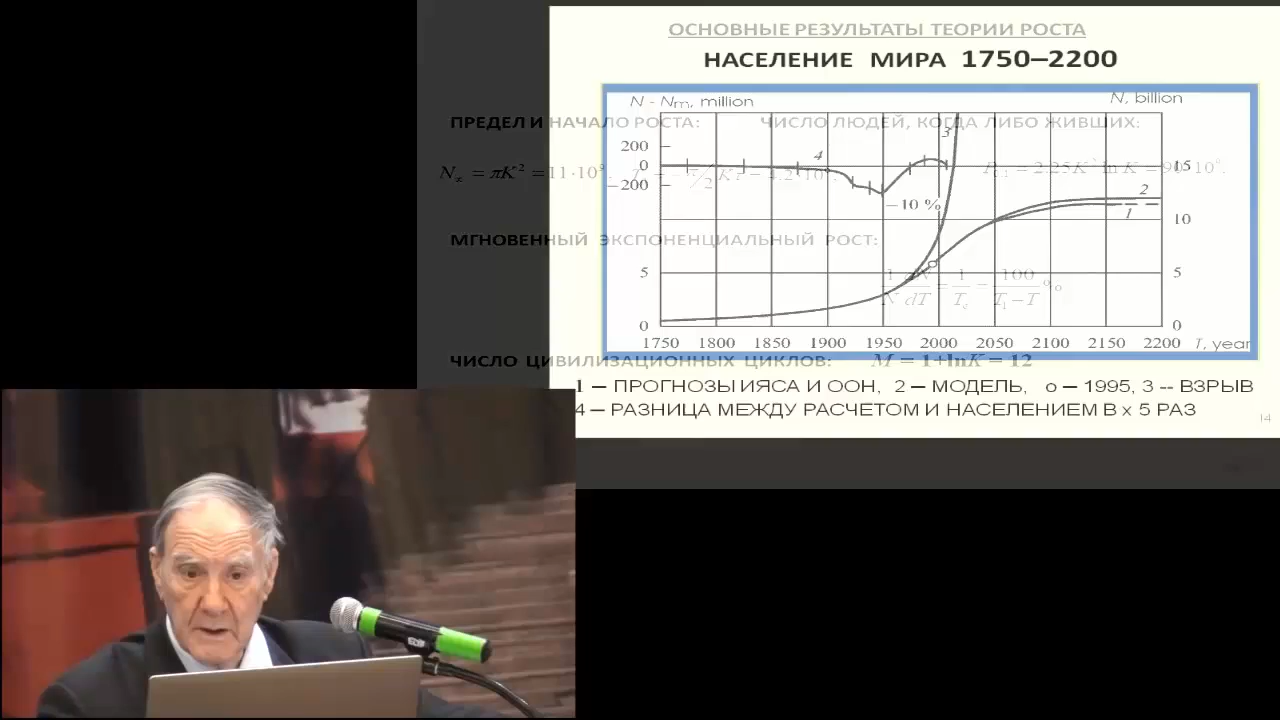 ОСНОВНЫЕ РЕЗУЛЬТАТЫ ТЕОРИИ РОСТА
НАСЕЛЕНИЕ МИРА 1750–2200
N - Nm, million
N, billion
ПРЕДЕЛ И НАЧАЛО РОСТА:
ЧИСЛО ЛЮДЕЙ, КОГДА ЛИБО ЖИВШИХ:
200
0
−200
4
3
−10 %
15
2
1
10
МГНОВЕННЫЙ ЭКСПОНЕНЦИАЛЬНЫЙ РОСТ:
5
5
0
0
1750 1800 1850 1900 1950 2000 2050 2100 2150 2200 T, year
ЧИСЛО ЦИВИЛИЗАЦИОННЫХ ЦИКЛОВ: M = 1+lnK = 12
1 – ПРОГНОЗЫ ИЯСА И ООН, 2 – МОДЕЛЬ, o – 1995, 3 -- ВЗРЫВ
4 – РАЗНИЦА МЕЖДУ РАСЧЕТОМ И НАСЕЛЕНИЕМ В х 5 РАЗ
14